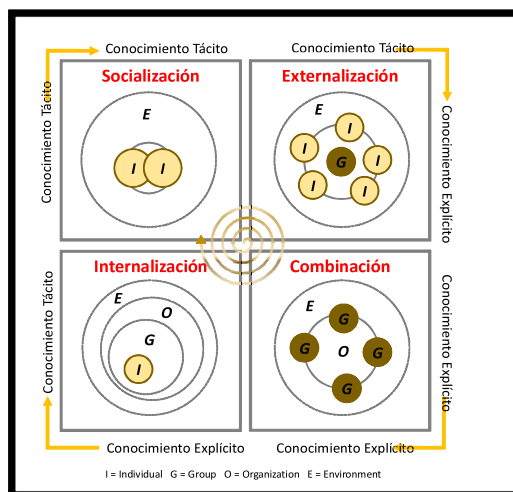 Conocimiento Tácito
Conocimiento Tácito
Conocimiento Tácito
Socialización
E
I
I
Externalización
E
I
I
I
I
I
G
Conocimiento Explícito
Conocimiento Tácito
Internalización
E
O
G
I
Combinación
E
G
G
O
G
G
Conocimiento Explícito
Conocimiento Explícito
Conocimiento Explícito
I = Individual G = Group O = Organization E = Environment